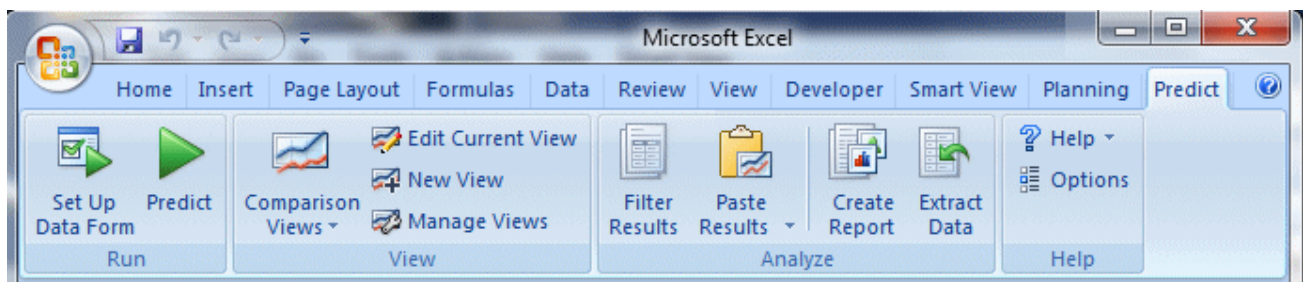 Microsoft Excel
Home Insert Page Layout Formulas Data Review View Developer Smart View Planning Predict
Set Up
Data Form
Predict
Run
Comparison
Views
Edit Current View
New View
Manage Views
View
Filter
Results
Paste
Results
Create
Report
Extract
Data
Analyze
Help
Options
Help